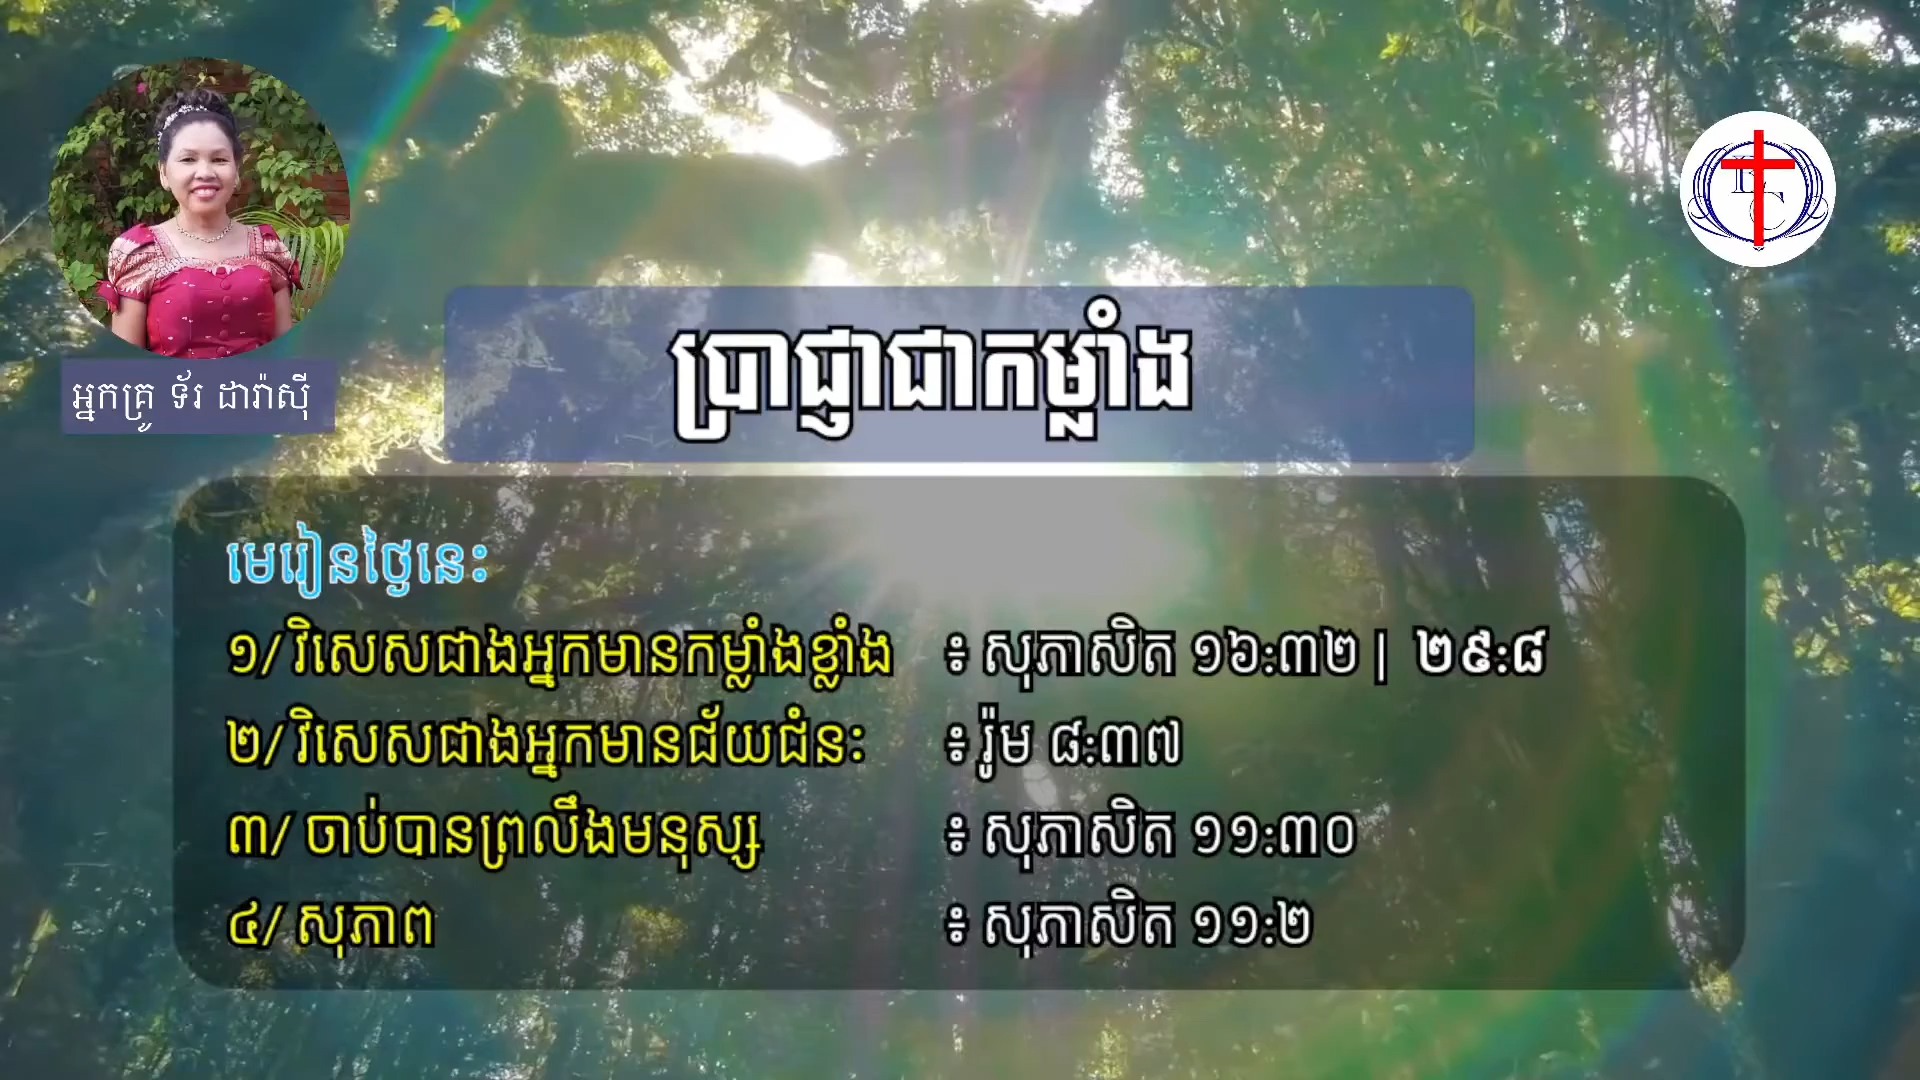 អ្នកគ្រូ ទ័រ ដារ៉ាស៊ី
LC
ប្រាជ្ញាជាកម្លាំង
មេរៀនថ្ងៃនេះ
១/ វិសេសជាងអ្នកមានកម្លាំងខ្លាំង ៖ សុភាសិត ១៦:៣២ | ២៩:៨
២/ វិសេសជាងអ្នកមានជ័យជំនះ ៖ រ៉ូម ៨:៣៧
៣/ ចាប់បានព្រលឹងមនុស្ស ៖ សុភាសិត ១១:៣០
៤/ សុភាព ៖ សុភាសិត ១១:២